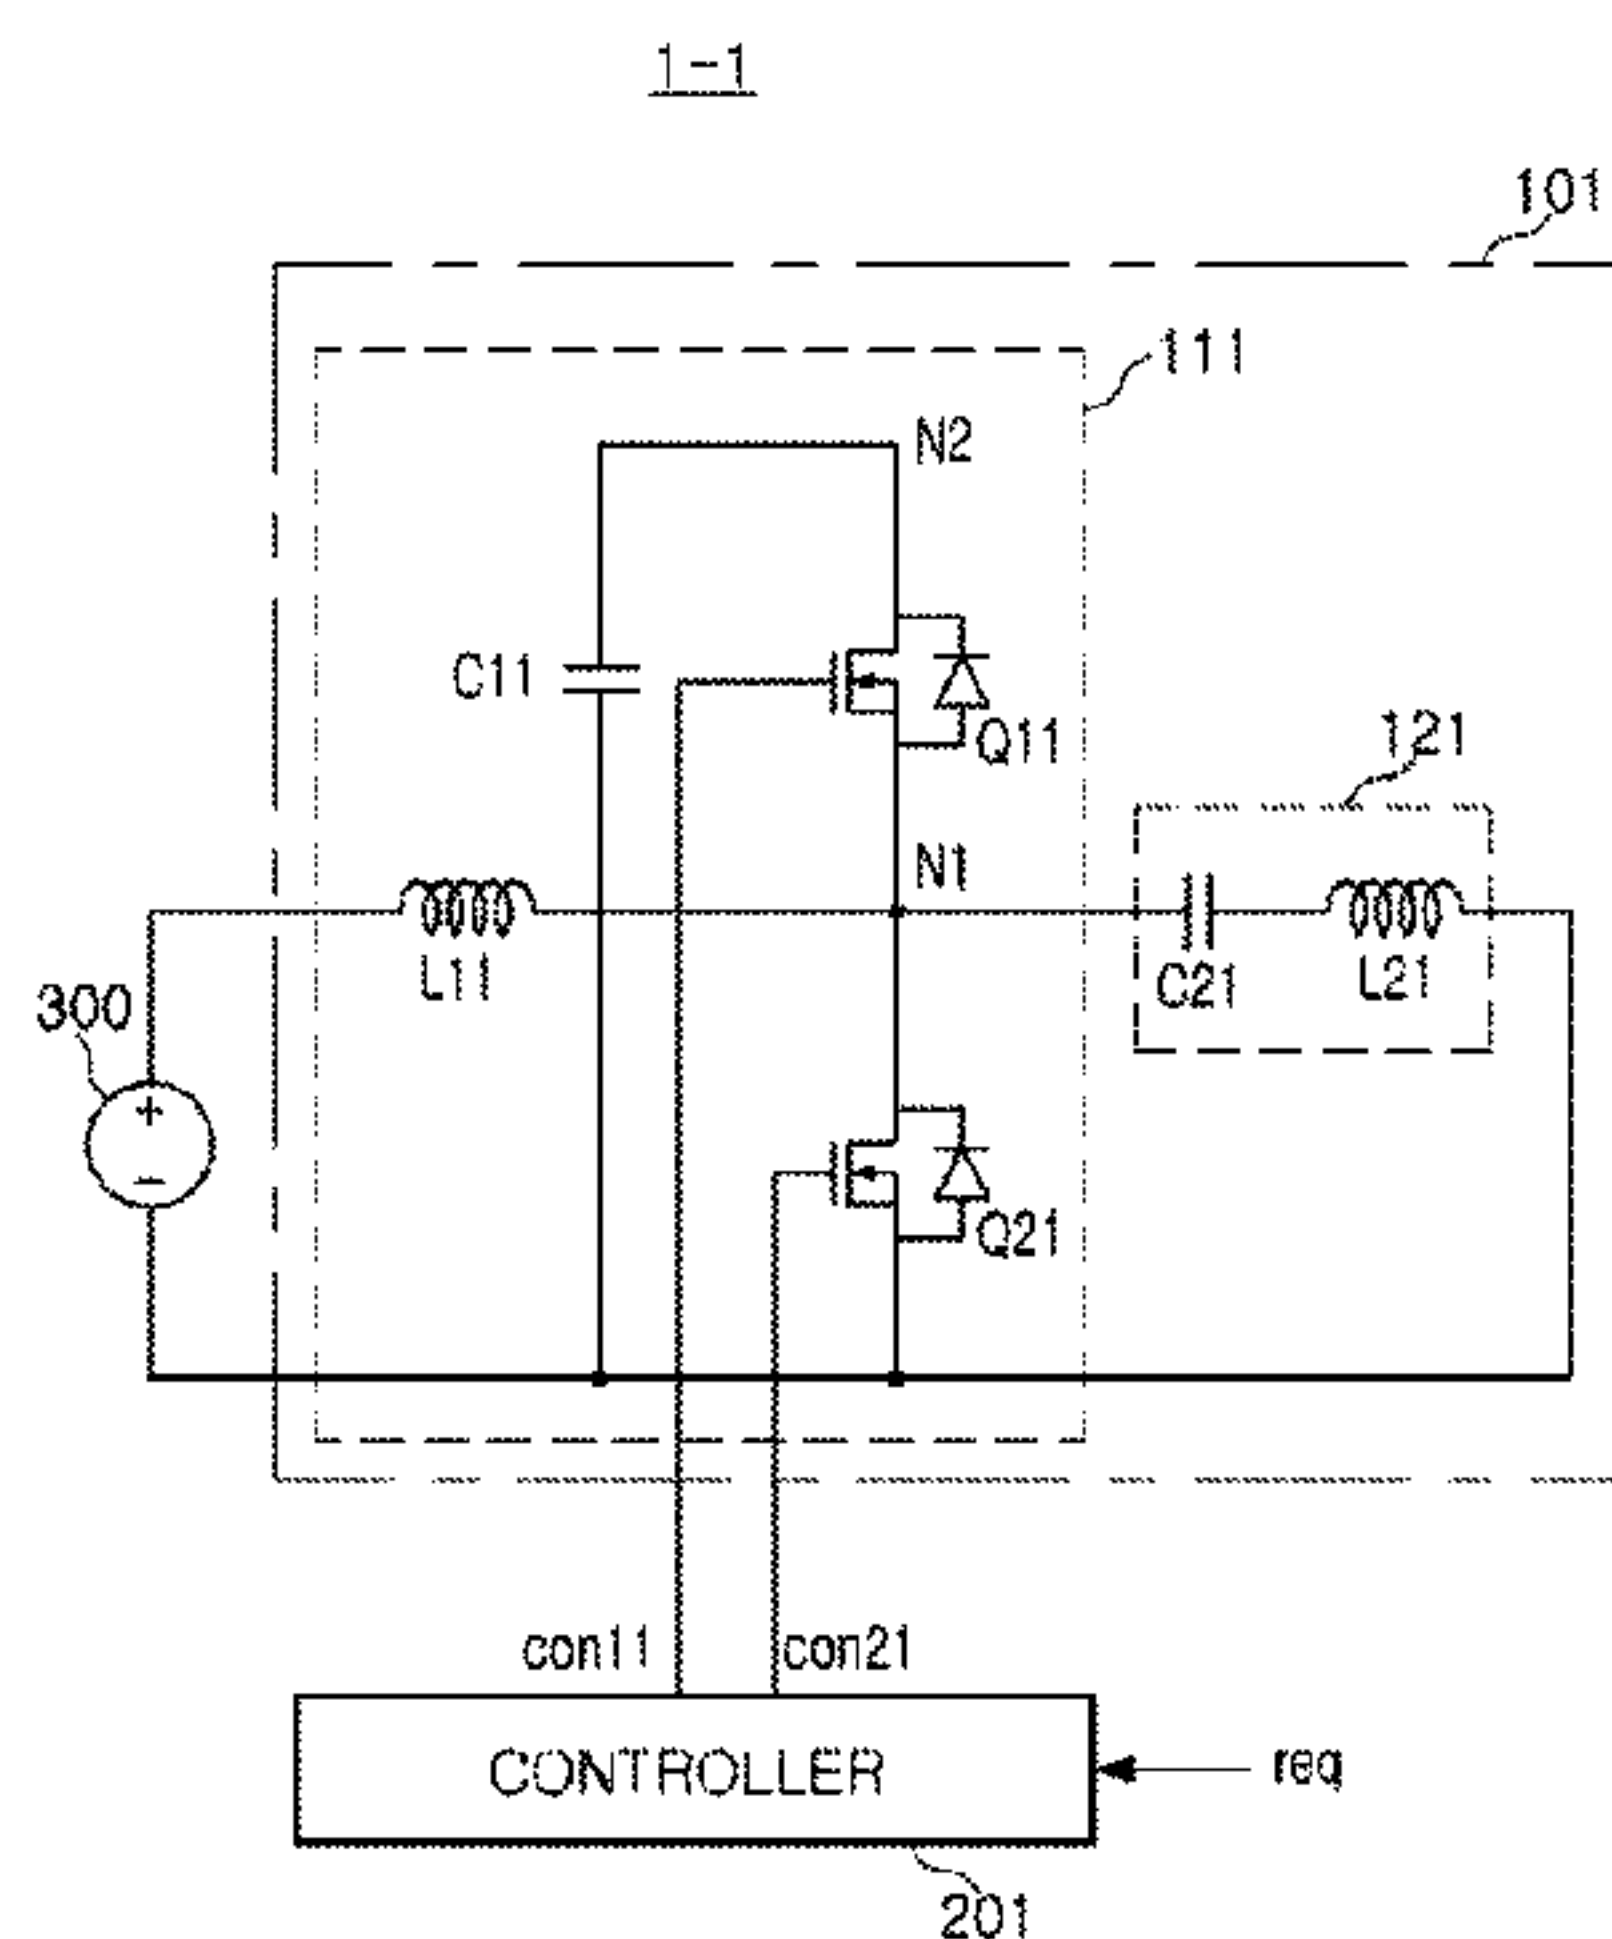 1-1
101
111
N2
C11
Q11
121
N1
L11
C21
L21
300
+
−
Q21
con11
con21
CONTROLLER
req
201